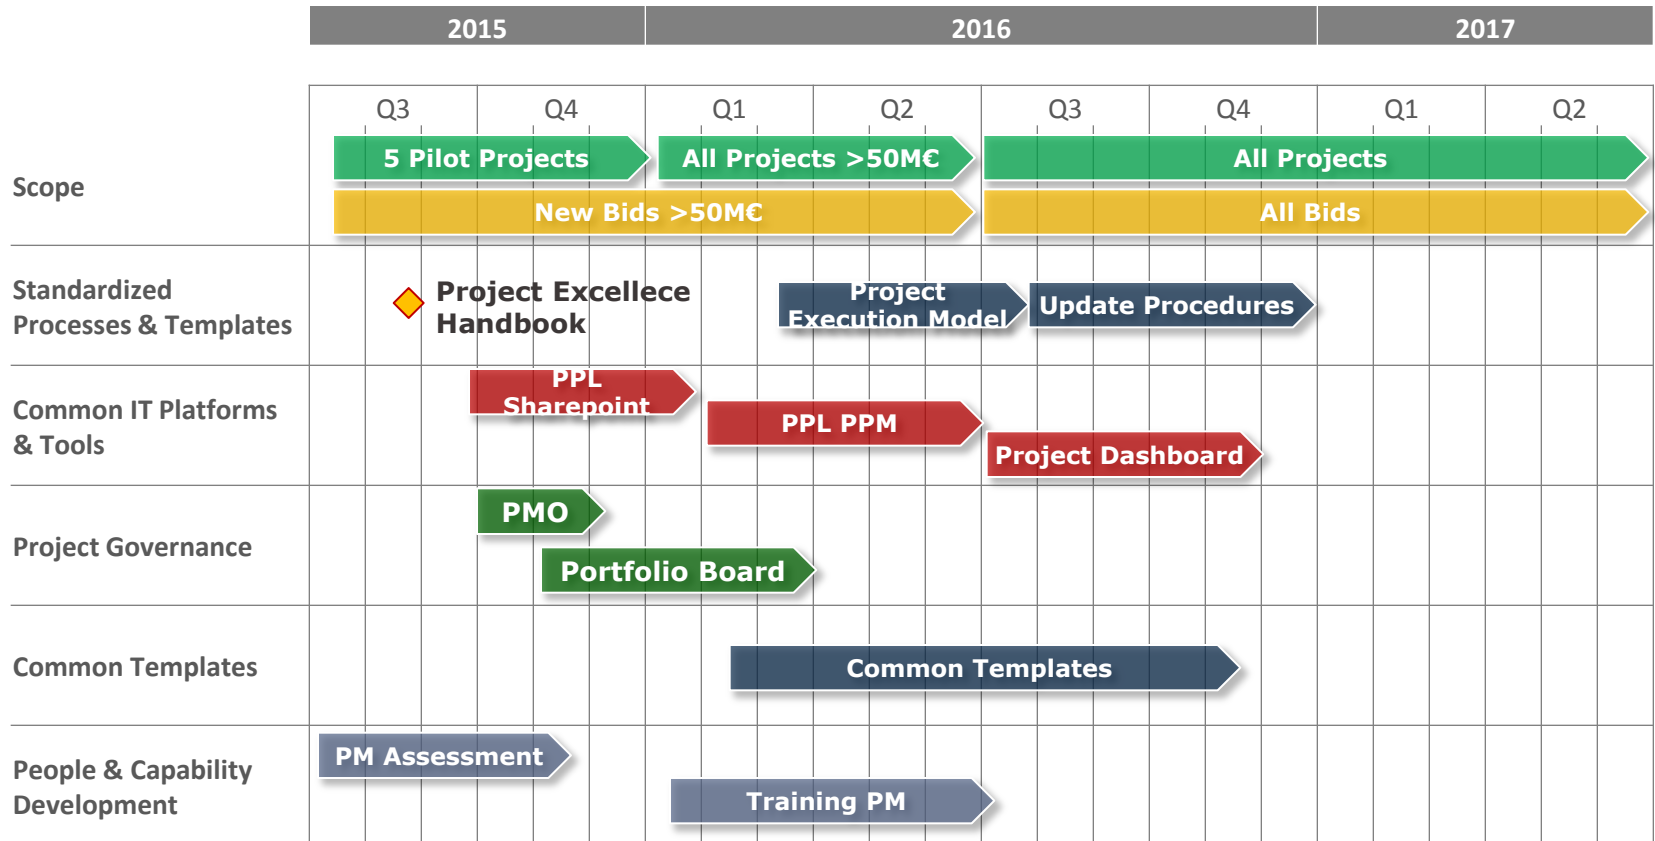 2015 2016 2017
Q3 Q4 Q1 Q2 Q3 Q4 Q1 Q2
Scope
5 Pilot Projects
All Projects >50M€
All Projects
New Bids >50M€
All Bids
Standardized
Processes & Templates
Project Excellece
Handbook
Project
Execution Model
Update Procedures
Common IT Platforms
& Tools
PPL
Sharepoint
PPL PPM
Project Dashboard
Project Governance
PMO
Portfolio Board
Common Templates
Common Templates
People & Capability
Development
PM Assessment
Training PM